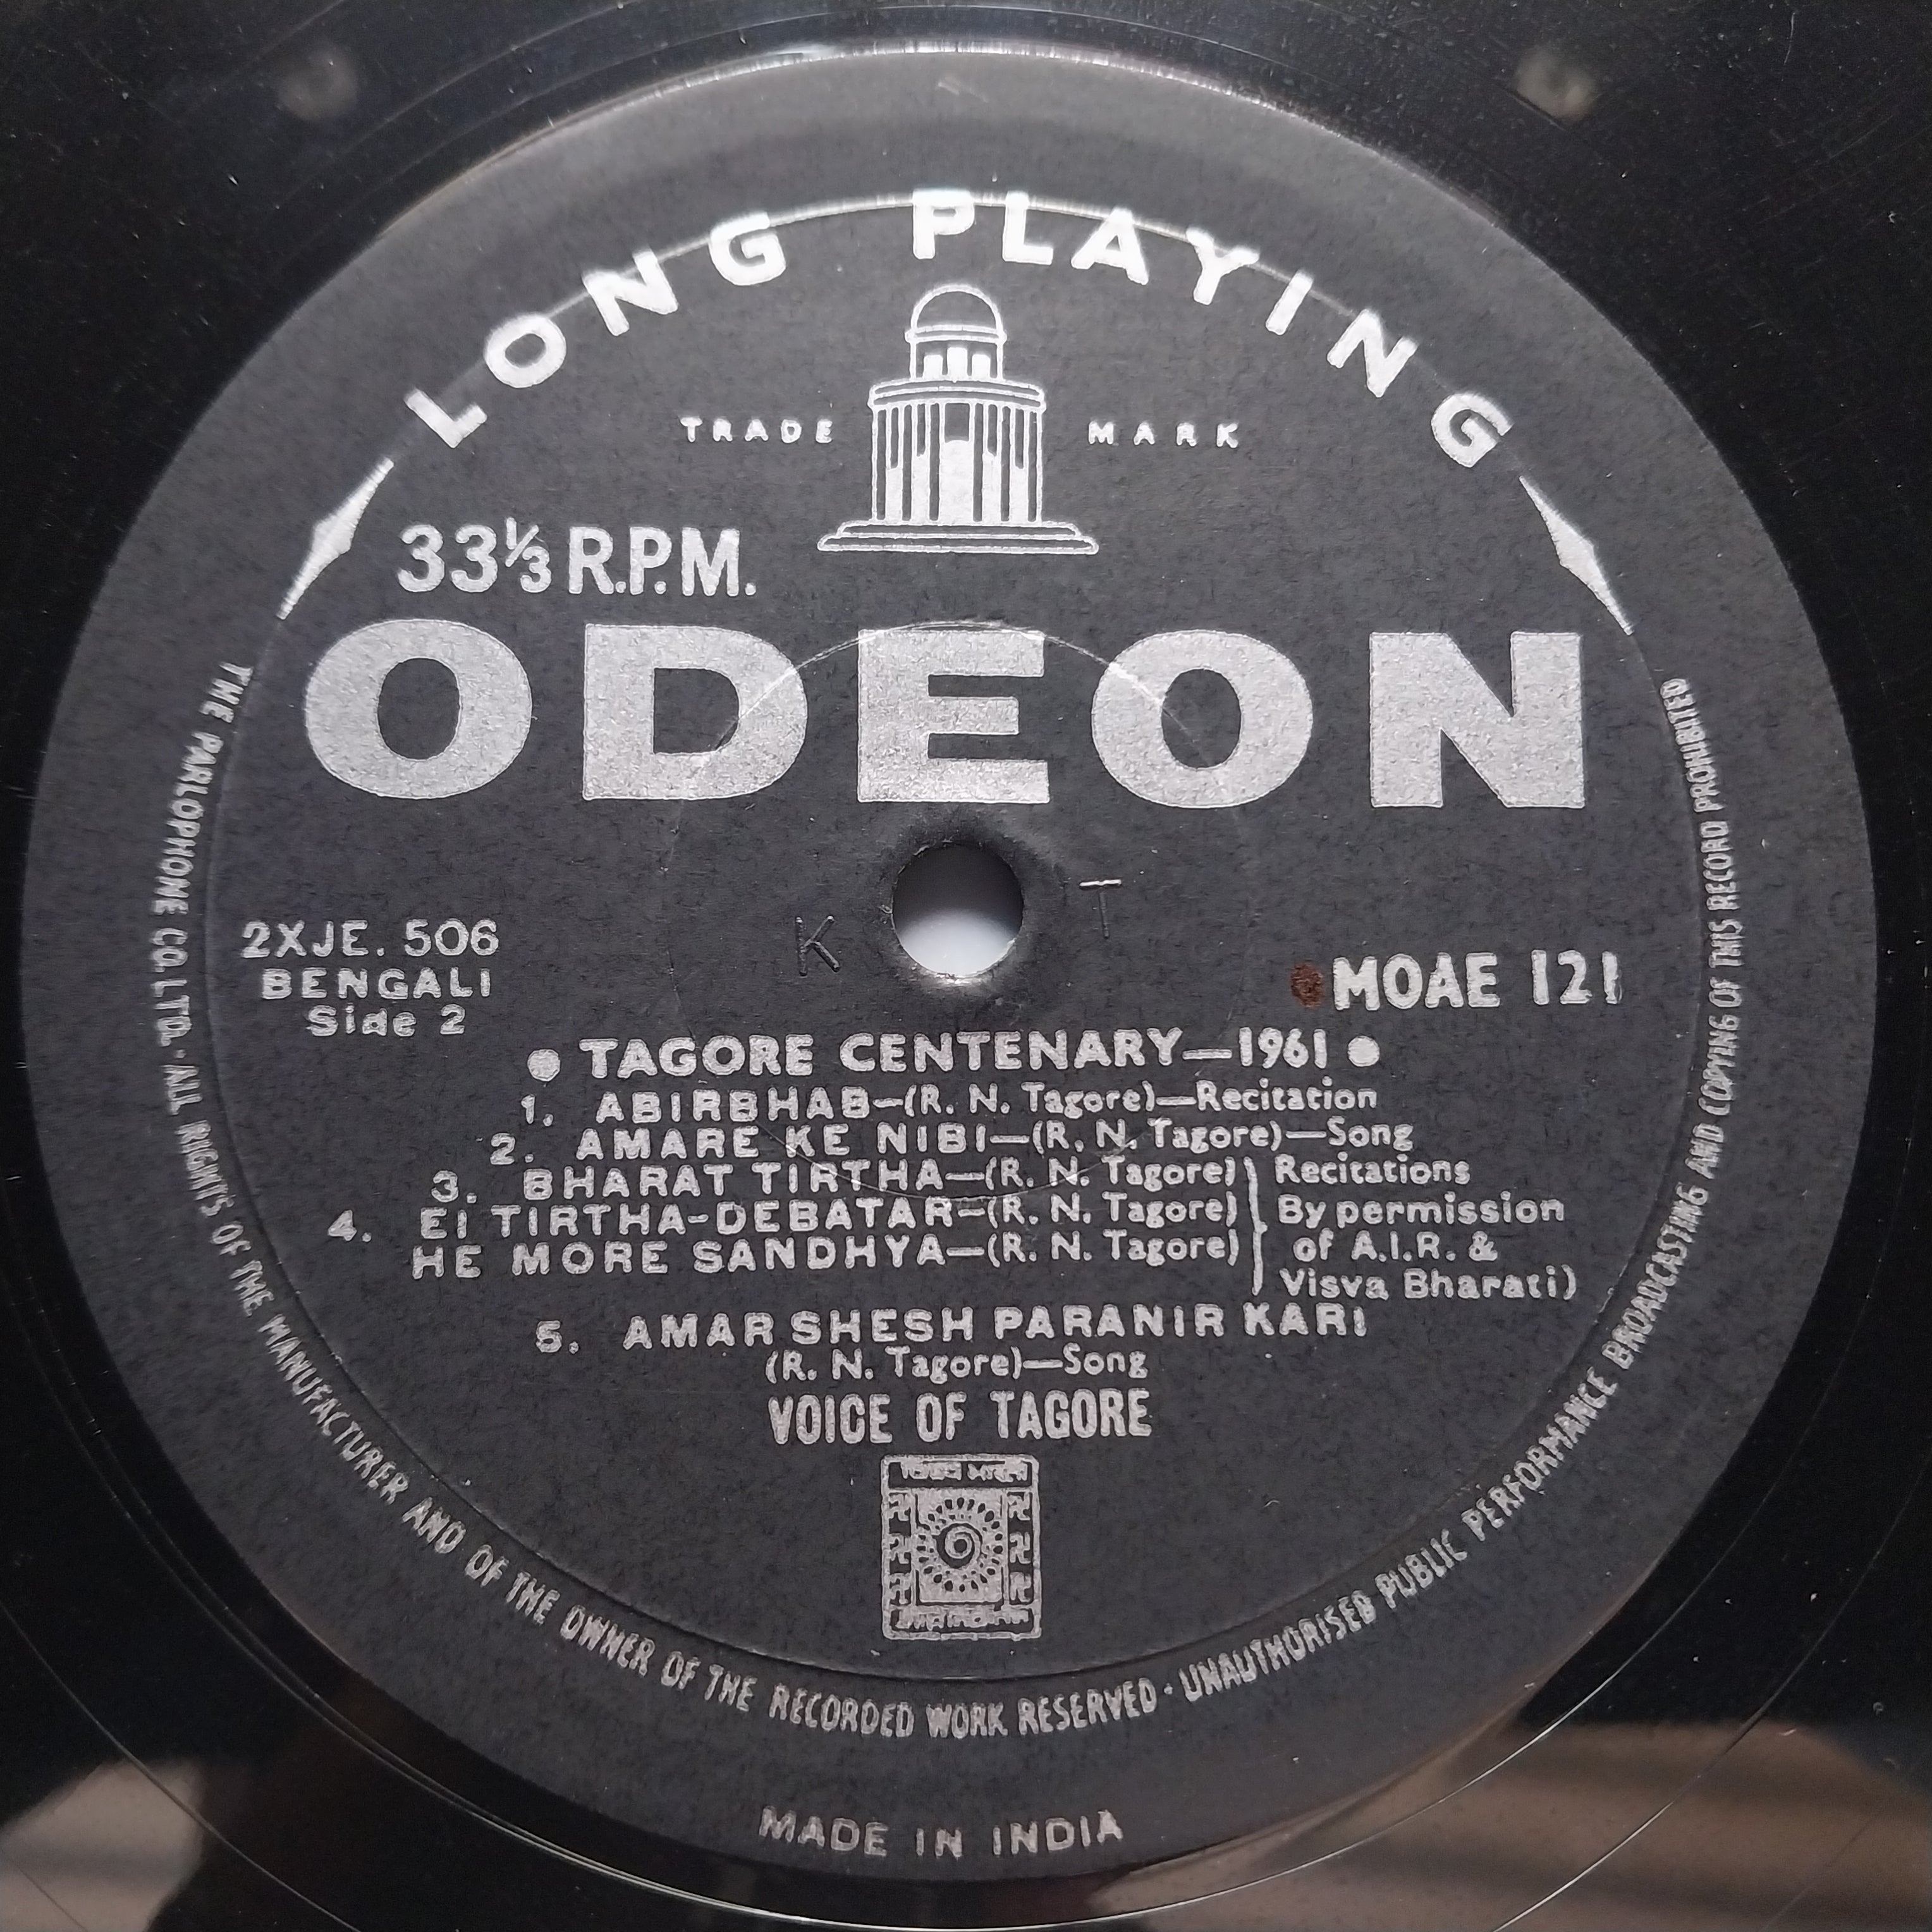 LONG PLAYING
TRADE MARK
33⅓ R.P.M.
ODEON
K T
2XJE. 506
BENGALI
Side 2
MOAE 121
● TAGORE CENTENARY—1961 ●
1. ABIRBHAB—(R. N. Tagore)—Recitation
2. AMARE KE NIBI—(R. N. Tagore)—Song
3. BHARAT TIRTHA—(R. N. Tagore) Recitations
4. EI TIRTHA-DEBATAR—(R. N. Tagore) By permission
HE MORE SANDHYA—(R. N. Tagore) of A.I.R. &
Visva Bharati)
5. AMAR SHESH PARANIR KARI
(R. N. Tagore)—Song
VOICE OF TAGORE
THE PARLOPHONE CO. LTD. · ALL RIGHTS OF THE MANUFACTURER AND OF THE OWNER OF THE RECORDED WORK RESERVED · UNAUTHORISED PUBLIC PERFORMANCE BROADCASTING AND COPYING OF THIS RECORD PROHIBITED
MADE IN INDIA